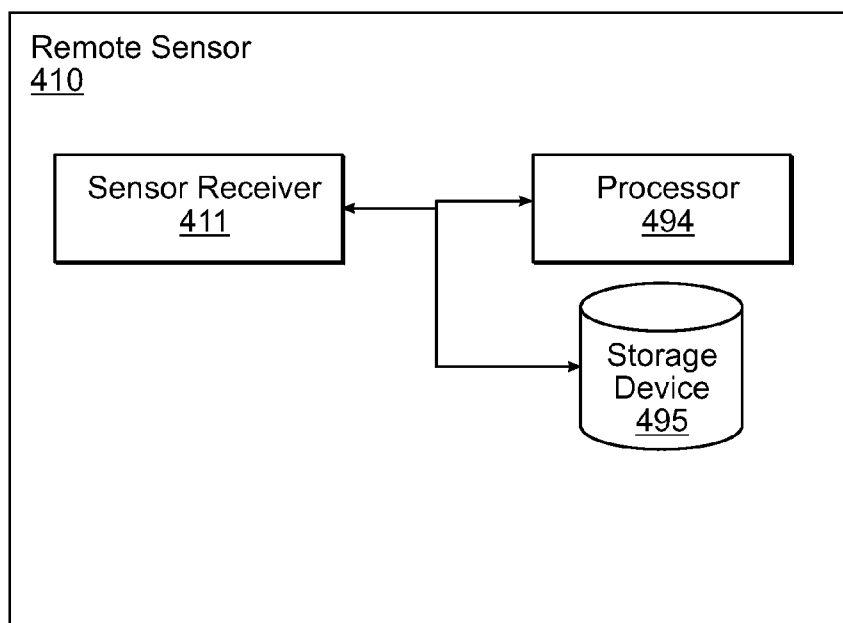 Remote Sensor
410
Sensor Receiver
411
Processor
494
Storage
Device
495